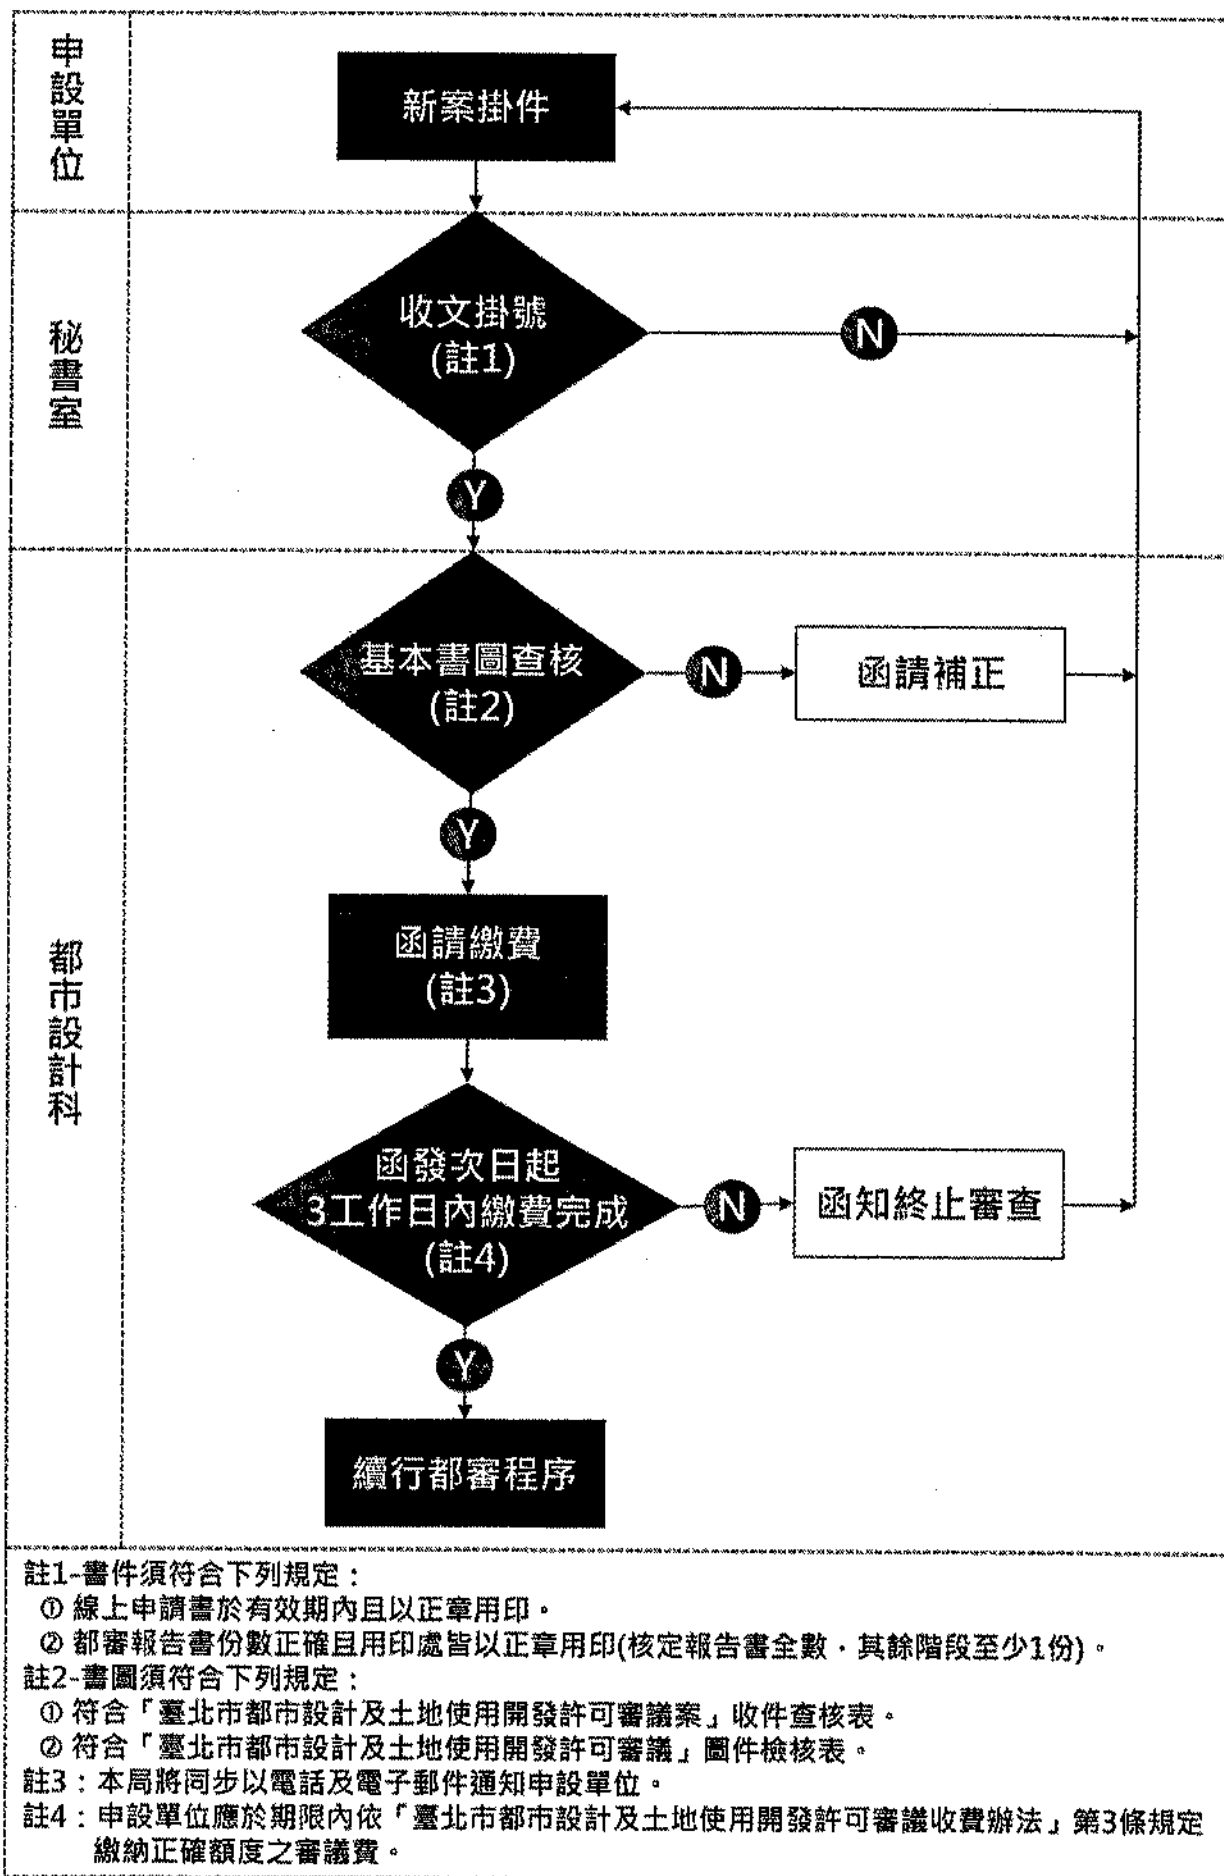 申設單位
新案掛件
秘書室
收文掛號
(註1)
N
Y
都市設計科
基本書圖查核
(註2)
N
函請補正
Y
函請繳費
(註3)
函發次日起
3工作日內繳費完成
(註4)
N
函知終止審查
Y
續行都審程序
註1-書件須符合下列規定：
① 線上申請書於有效期內且以正章用印。
② 都審報告書份數正確且用印處皆以正章用印(核定報告書全數，其餘階段至少1份)。
註2-書圖須符合下列規定：
① 符合「臺北市都市設計及土地使用開發許可審議案」收件查核表。
② 符合「臺北市都市設計及土地使用開發許可審議」圖件檢核表。
註3：本局將同步以電話及電子郵件通知申設單位。
註4：申設單位應於期限內依「臺北市都市設計及土地使用開發許可審議收費辦法」第3條規定
繳納正確額度之審議費。